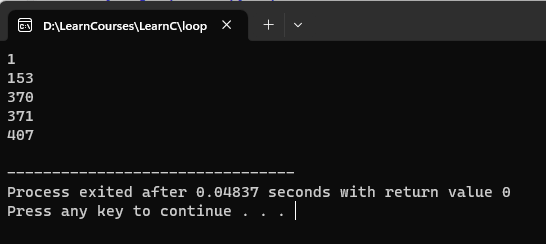 D:\LearnCourses\LearnC\loop
1
153
370
371
407
--------------------------------
Process exited after 0.04837 seconds with return value 0
Press any key to continue . . .